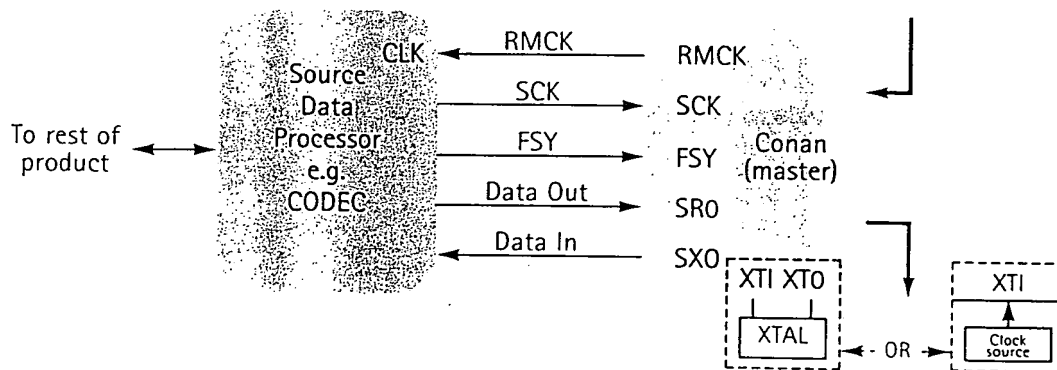 To rest of
product
Source
Data
Processor
e.g.
CODEC
CLK
RMCK
SCK
FSY
Data Out
Data In
RMCK
SCK
FSY
SR0
SX0
Conan
(master)
XTI XTO
XTAL
- OR
XTI
Clock
source